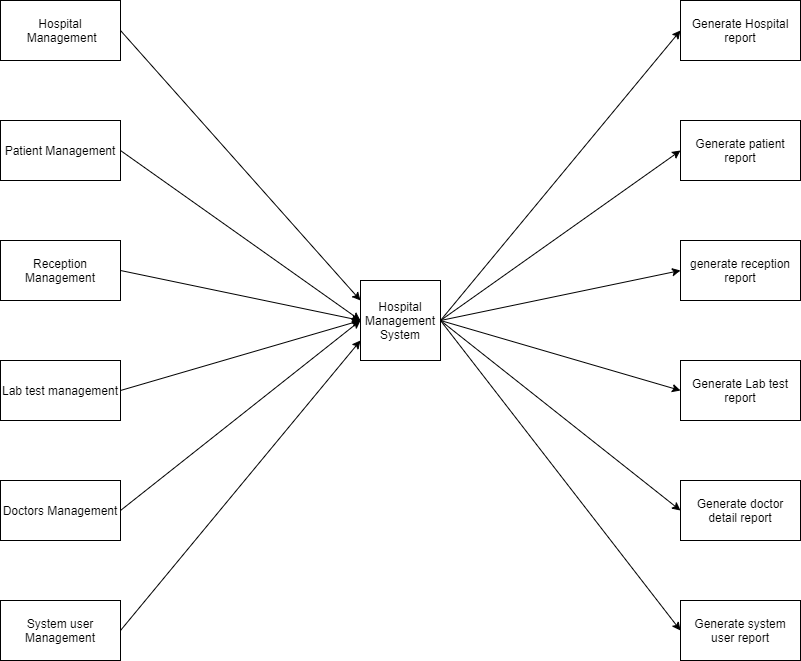 Hospital
Management
Generate Hospital
report
Patient Management
Generate patient
report
Reception
Management
generate reception
report
Hospital
Management
System
Lab test management
Generate Lab test
report
Doctors Management
Generate doctor
detail report
System user
Management
Generate system
user report